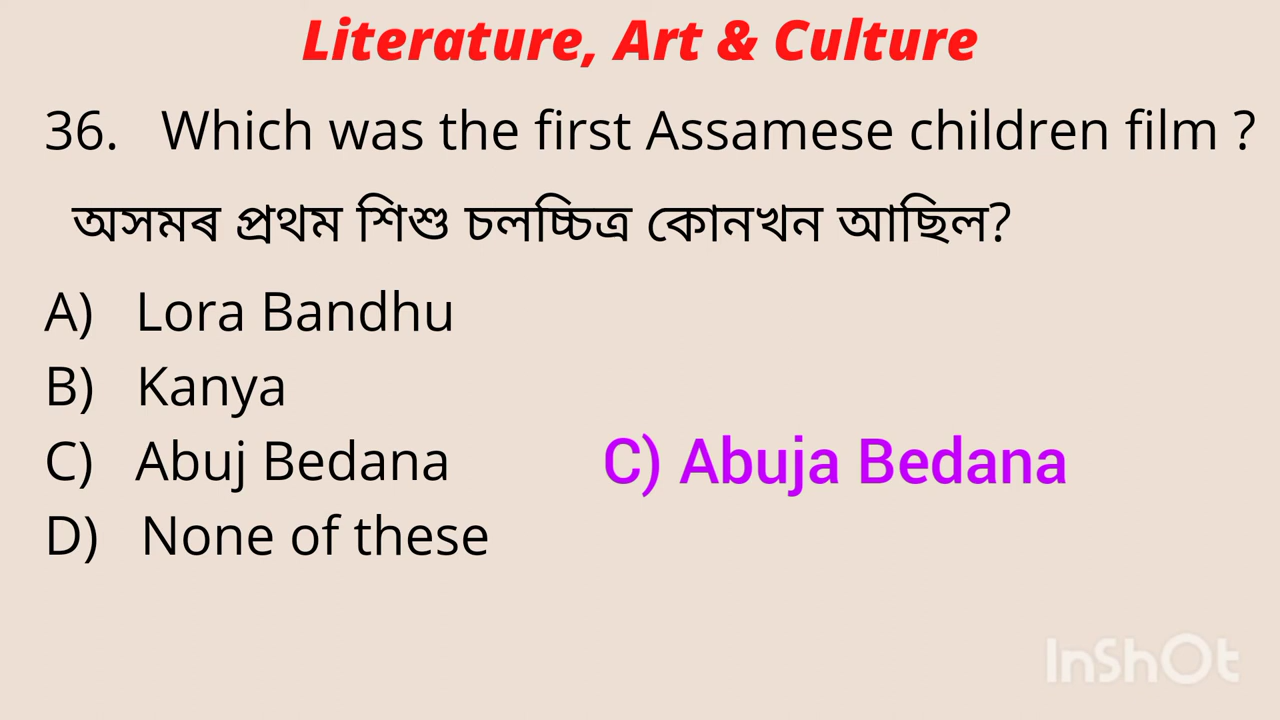 Literature, Art & Culture
36. Which was the first Assamese children film ?
অসমৰ প্ৰথম শিশু চলচ্চিত্ৰ কোনখন আছিল?
A) Lora Bandhu
B) Kanya
C) Abuj Bedana
C) Abuja Bedana
D) None of these
InShOt